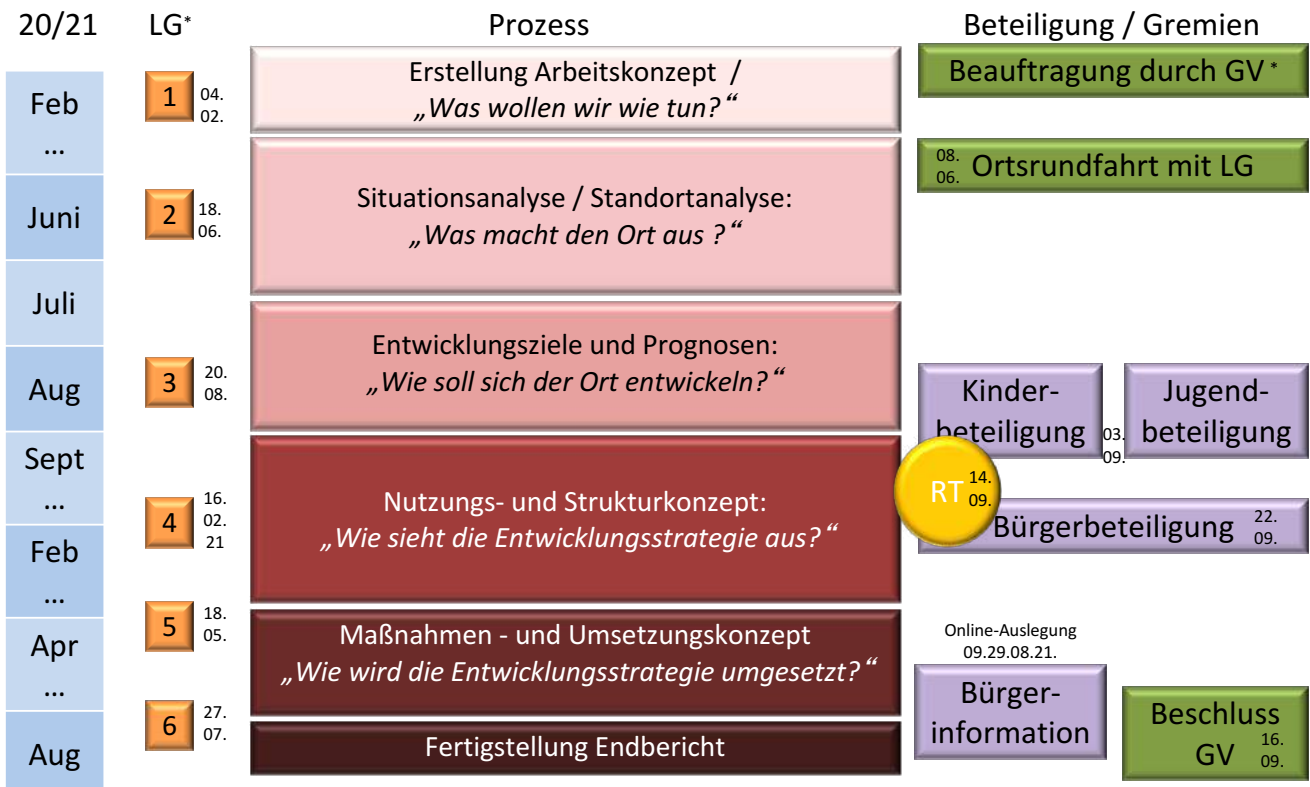 20/21
LG*
Prozess
Beteiligung / Gremien
Feb
...
Juni
Juli
Aug
Sept
...
Feb
...
Apr
...
Aug
1
04.
02.
2
18.
06.
3
20.
08.
4
16.
02.
21
5
18.
05.
6
27.
07.
Erstellung Arbeitskonzept /
„Was wollen wir wie tun?“
Situationsanalyse / Standortanalyse:
„Was macht den Ort aus ?“
Entwicklungsziele und Prognosen:
„Wie soll sich der Ort entwickeln?“
Nutzungs- und Strukturkonzept:
„Wie sieht die Entwicklungsstrategie aus?“
Maßnahmen - und Umsetzungskonzept
„Wie wird die Entwicklungsstrategie umgesetzt?“
Fertigstellung Endbericht
Beauftragung durch GV *
08.
06.
Ortsrundfahrt mit LG
Kinder-
beteiligung
03.
09.
Jugend-
beteiligung
RT
14.
09.
Bürgerbeteiligung
22.
09.
Online-Auslegung
09.29.08.21.
Bürger-
information
Beschluss
GV
16.
09.